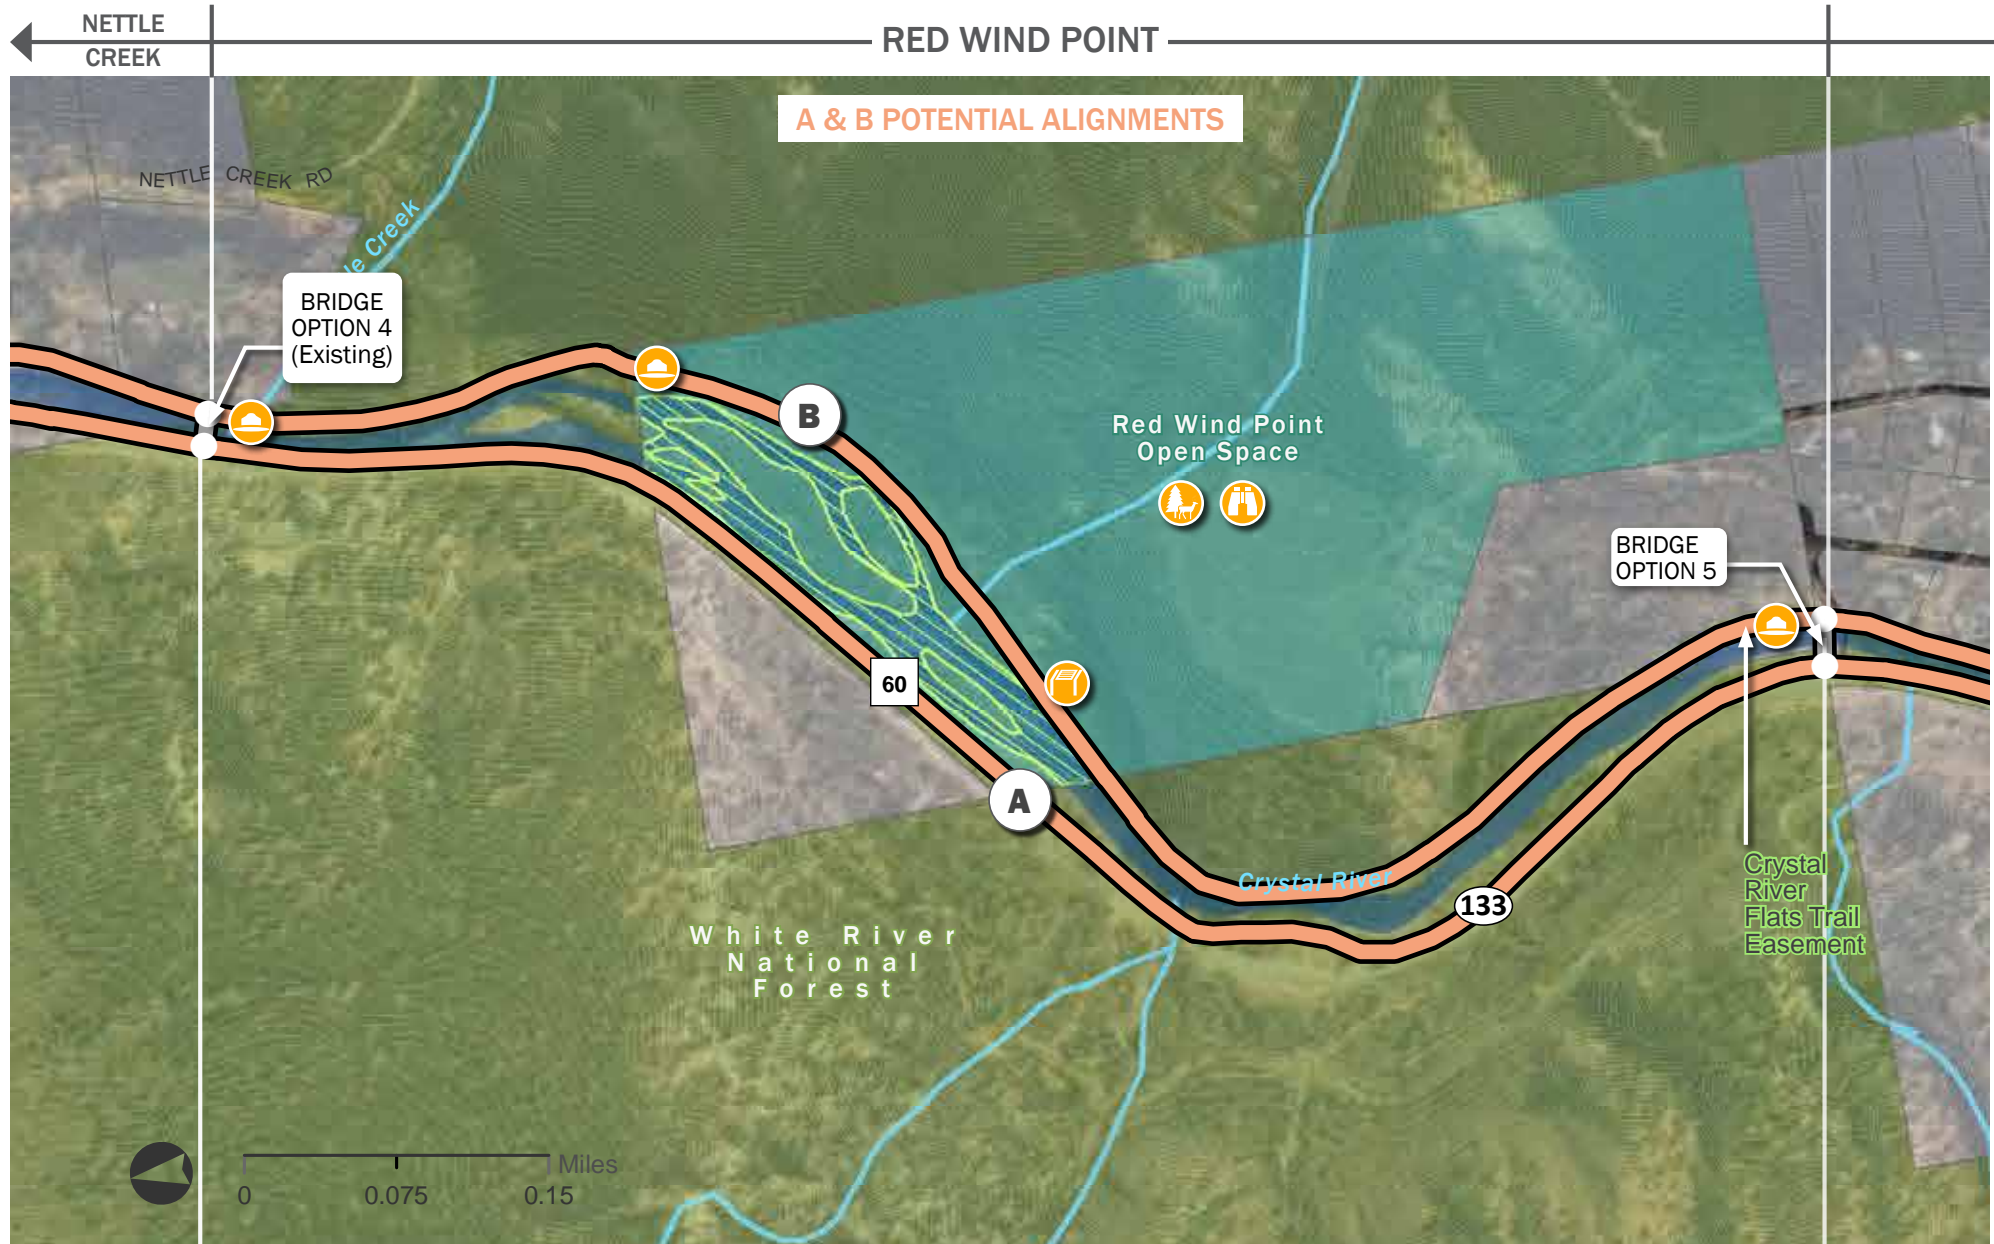 NETTLE
CREEK
RED WIND POINT
A & B POTENTIAL ALIGNMENTS
NETTLE CREEK RD
le Creek
BRIDGE
OPTION 4
(Existing)
B
Red Wind Point
Open Space
BRIDGE
OPTION 5
60
A
Crystal River
133
Crystal
River
Flats Trail
Easement
White River
National
Forest
Miles
0 0.075 0.15